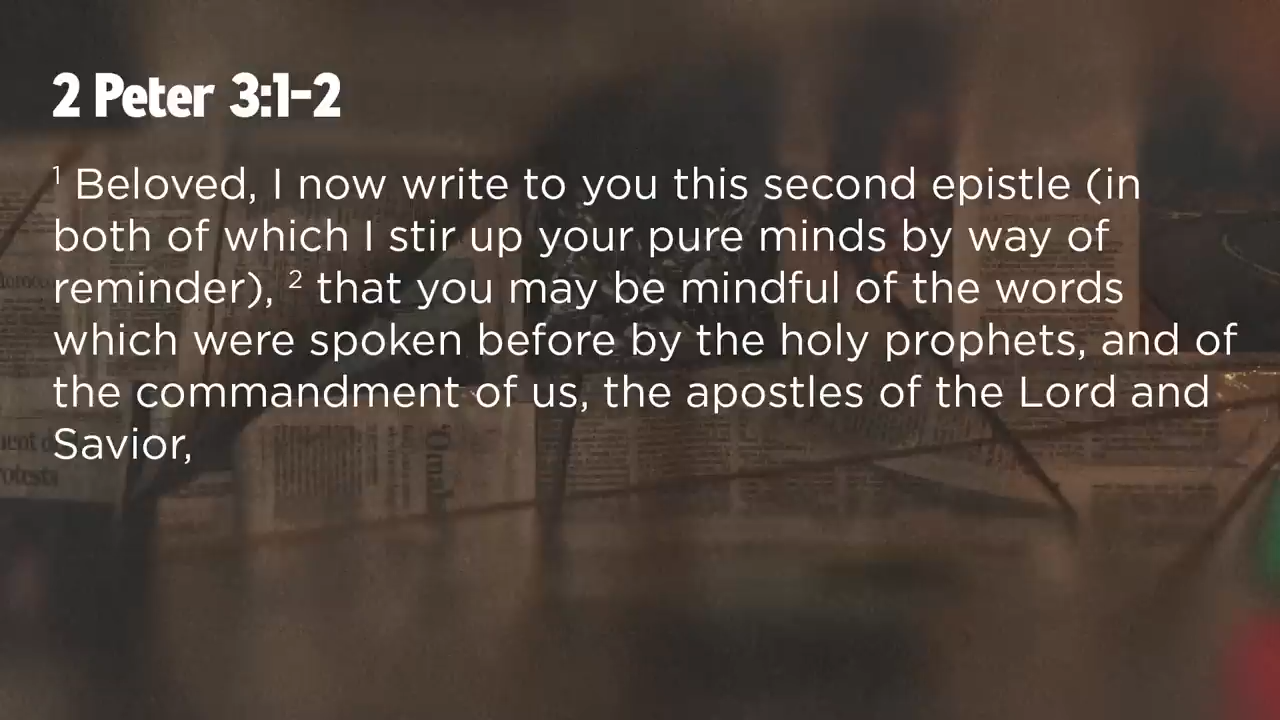 2 Peter 3:1-2
¹ Beloved, I now write to you this second epistle (in
both of which I stir up your pure minds by way of
reminder), ² that you may be mindful of the words
which were spoken before by the holy prophets, and of
the commandment of us, the apostles of the Lord and
Savior,